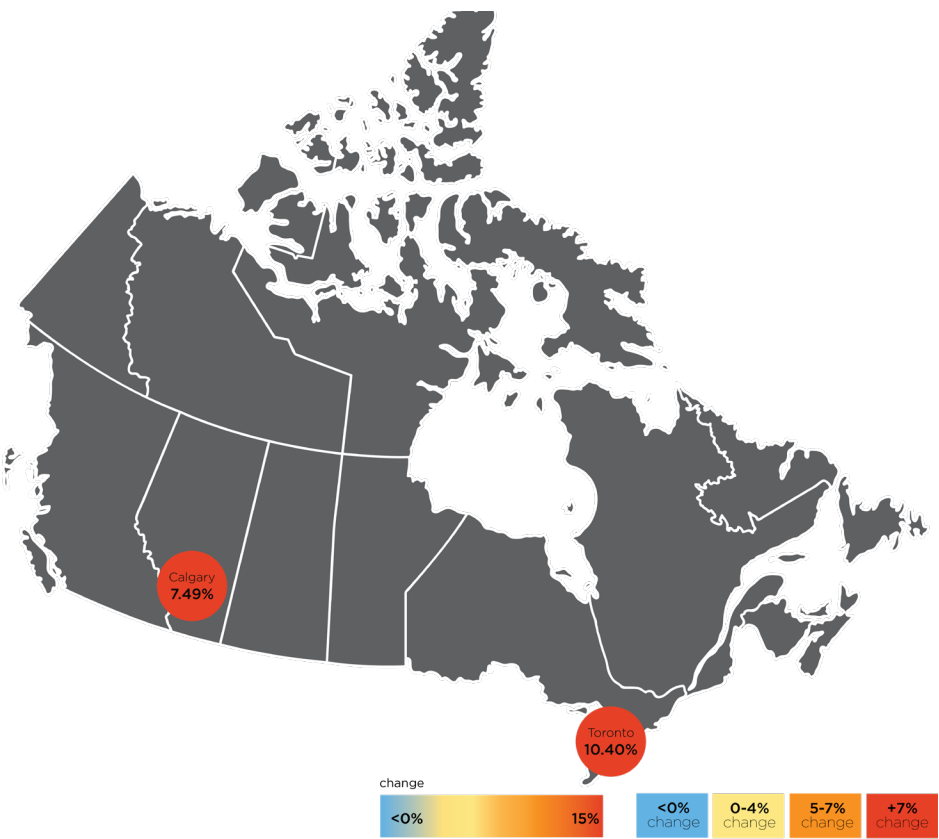 Calgary
7.49%
Toronto
10.40%
change
<0% 15%
<0%
change
0-4%
change
5-7%
change
+7%
change